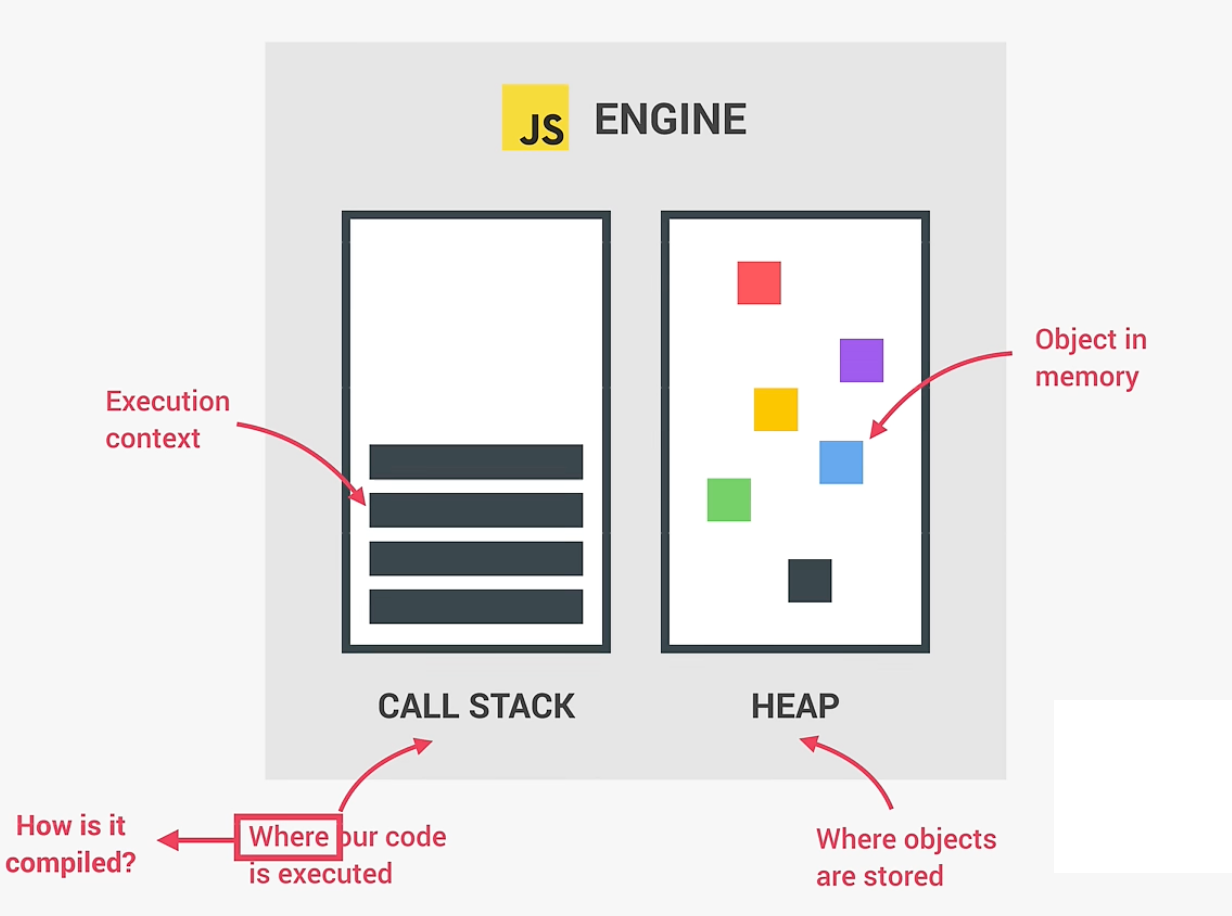 JS ENGINE
Execution
context
Object in
memory
CALL STACK
HEAP
How is it
compiled?
Where our code
is executed
Where objects
are stored